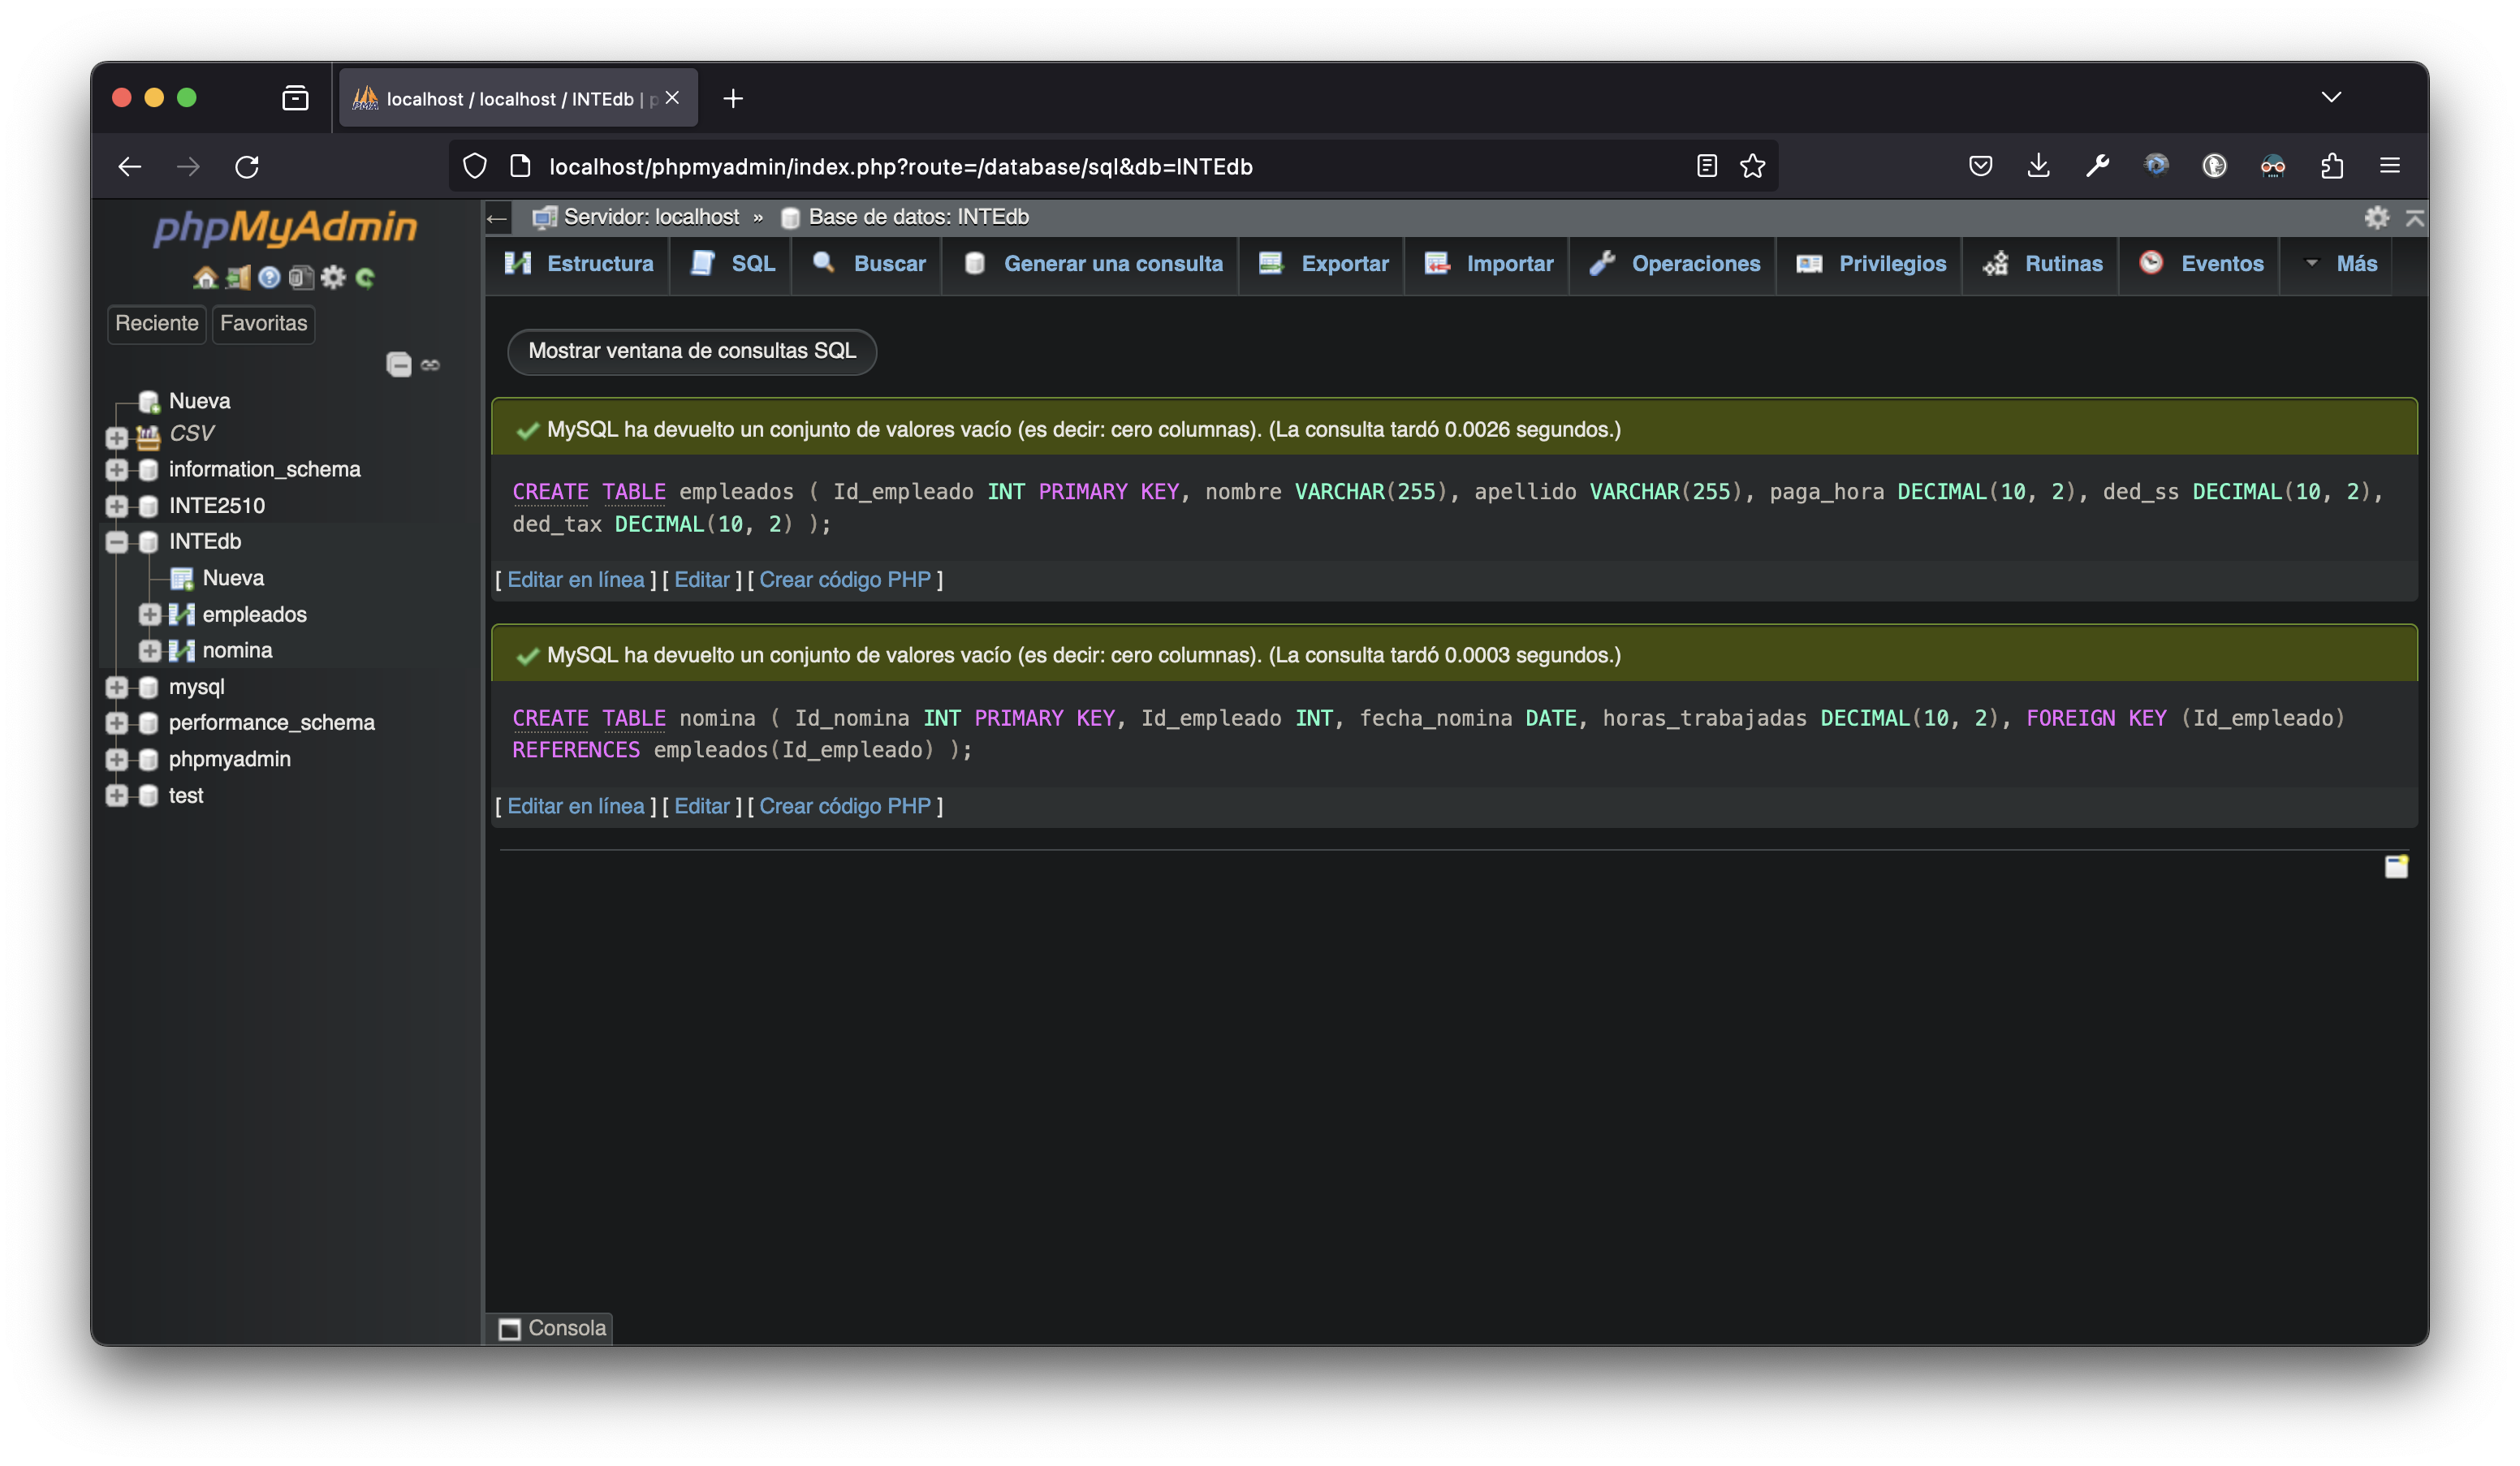 localhost / localhost / INTEdb | p
localhost/phpmyadmin/index.php?route=/database/sql&db=INTEdb
phpMyAdmin
Reciente Favoritas
Nueva
CSV
information_schema
INTE2510
INTEdb
Nueva
empleados
nomina
mysql
performance_schema
phpmyadmin
test
Servidor: localhost » Base de datos: INTEdb
Estructura SQL Buscar Generar una consulta Exportar Importar Operaciones Privilegios Rutinas Eventos Más
Mostrar ventana de consultas SQL
MySQL ha devuelto un conjunto de valores vacío (es decir: cero columnas). (La consulta tardó 0.0026 segundos.)
CREATE TABLE empleados ( Id_empleado INT PRIMARY KEY, nombre VARCHAR(255), apellido VARCHAR(255), paga_hora DECIMAL(10, 2), ded_ss DECIMAL(10, 2),
ded_tax DECIMAL(10, 2) );
[ Editar en línea ] [ Editar ] [ Crear código PHP ]
MySQL ha devuelto un conjunto de valores vacío (es decir: cero columnas). (La consulta tardó 0.0003 segundos.)
CREATE TABLE nomina ( Id_nomina INT PRIMARY KEY, Id_empleado INT, fecha_nomina DATE, horas_trabajadas DECIMAL(10, 2), FOREIGN KEY (Id_empleado)
REFERENCES empleados(Id_empleado) );
[ Editar en línea ] [ Editar ] [ Crear código PHP ]
Consola